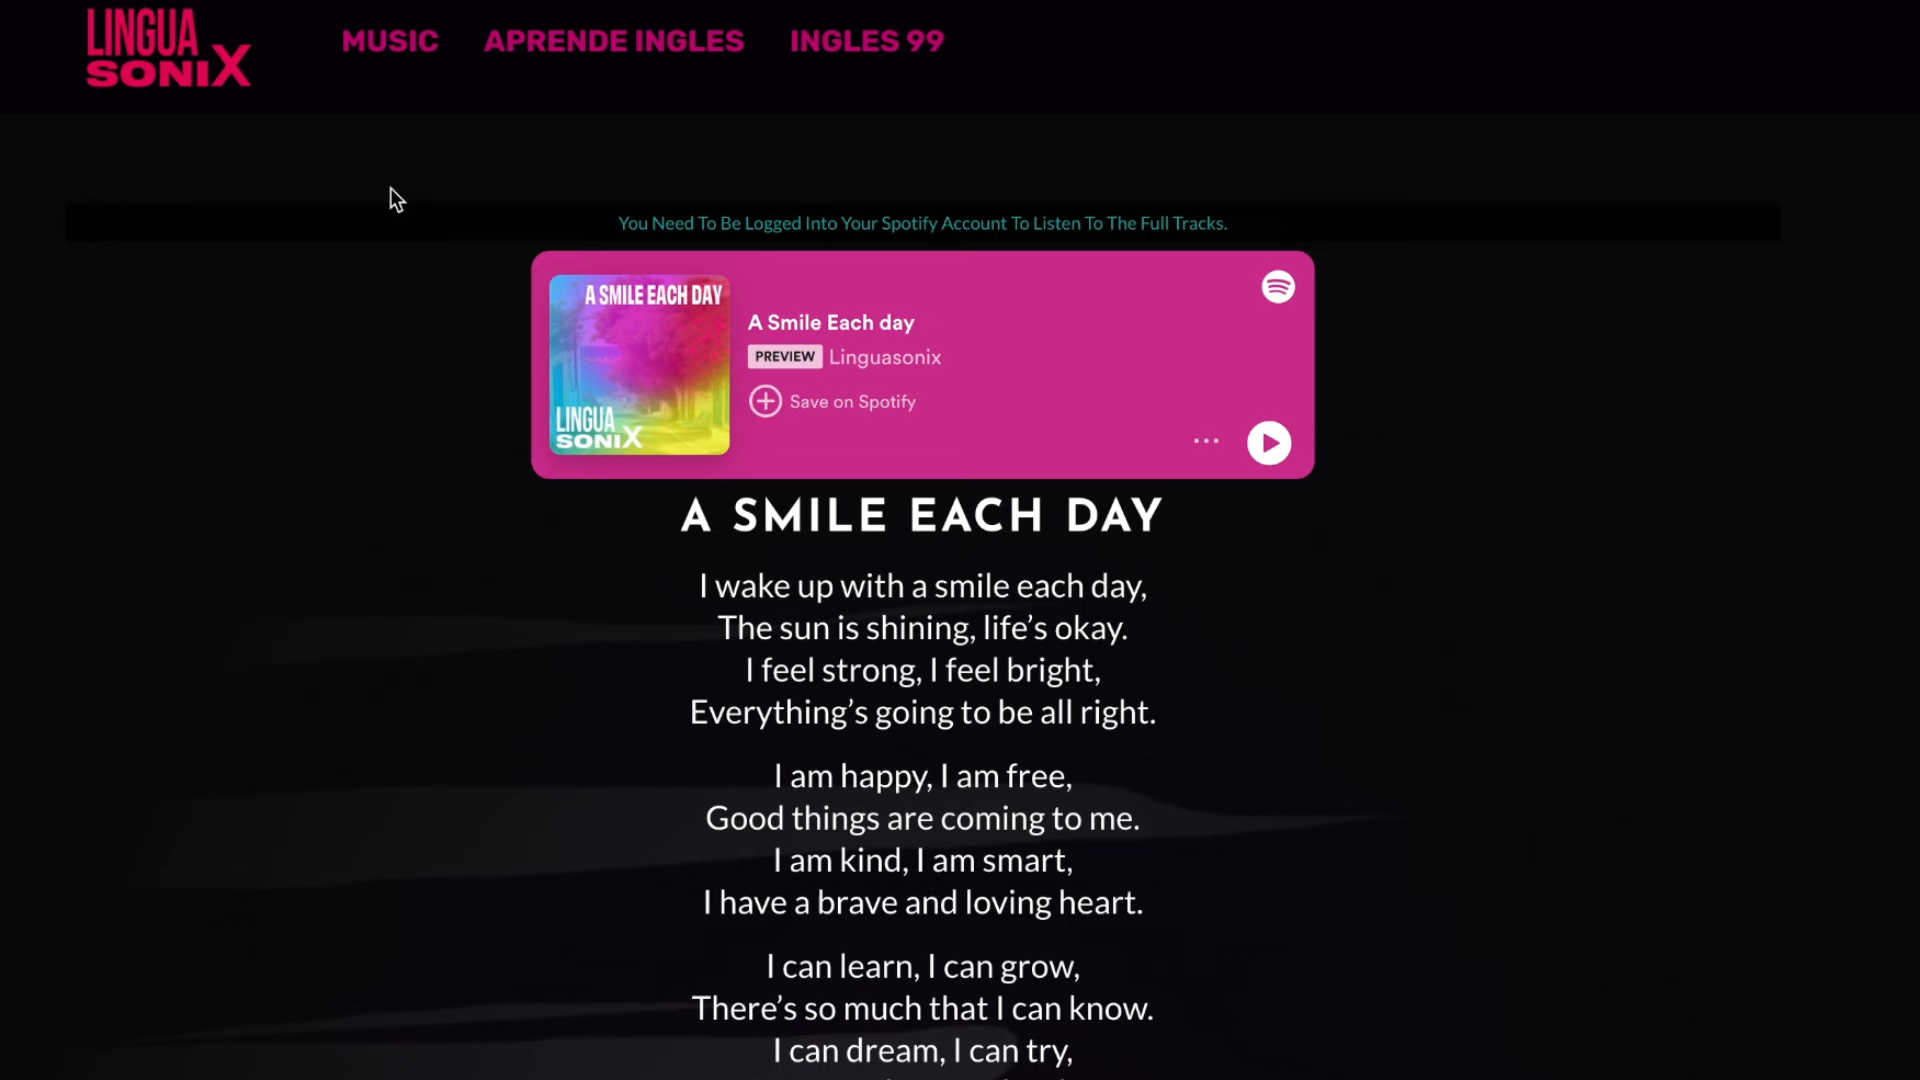 LINGUA
SONIX
MUSIC
APRENDE INGLES
INGLES 99
You Need To Be Logged Into Your Spotify Account To Listen To The Full Tracks.
A SMILE EACH DAY
LINGUA
SONIX
A Smile Each day
PREVIEW Linguasonix
Save on Spotify
A SMILE EACH DAY
I wake up with a smile each day,
The sun is shining, life’s okay.
I feel strong, I feel bright,
Everything’s going to be all right.
I am happy, I am free,
Good things are coming to me.
I am kind, I am smart,
I have a brave and loving heart.
I can learn, I can grow,
There’s so much that I can know.
I can dream, I can try,